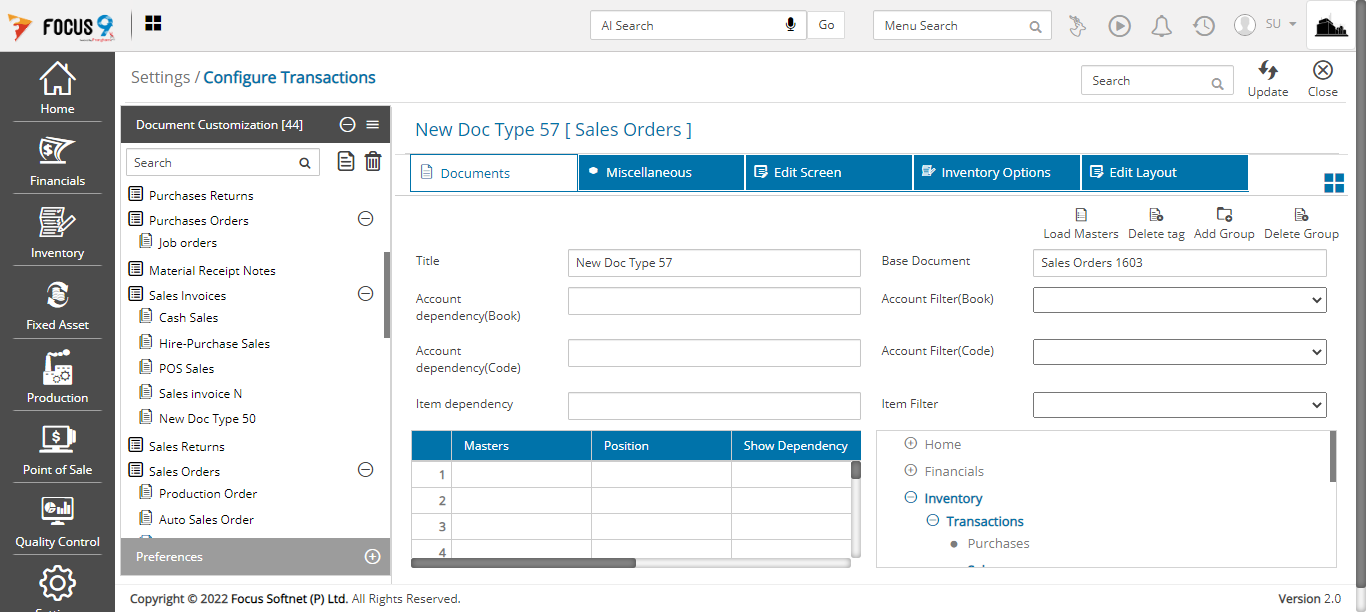 FOCUS 9
AI Search
Go
Menu Search
SU
Home
Financials
Inventory
Fixed Asset
Production
Point of Sale
Quality Control
Settings / Configure Transactions
Search
Update
Close
Document Customization [44]
Search
Purchases Returns
Purchases Orders
Job orders
Material Receipt Notes
Sales Invoices
Cash Sales
Hire-Purchase Sales
POS Sales
Sales invoice N
New Doc Type 50
Sales Returns
Sales Orders
Production Order
Auto Sales Order
Preferences
New Doc Type 57 [ Sales Orders ]
Documents
Miscellaneous
Edit Screen
Inventory Options
Edit Layout
Load Masters
Delete tag
Add Group
Delete Group
Title
New Doc Type 57
Base Document
Sales Orders 1603
Account
dependency(Book)
Account Filter(Book)
Account
dependency(Code)
Account Filter(Code)
Item dependency
Item Filter
Masters
Position
Show Dependency
1
2
3
4
Home
Financials
Inventory
Transactions
Purchases
Copyright © 2022 Focus Softnet (P) Ltd. All Rights Reserved.
Version 2.0